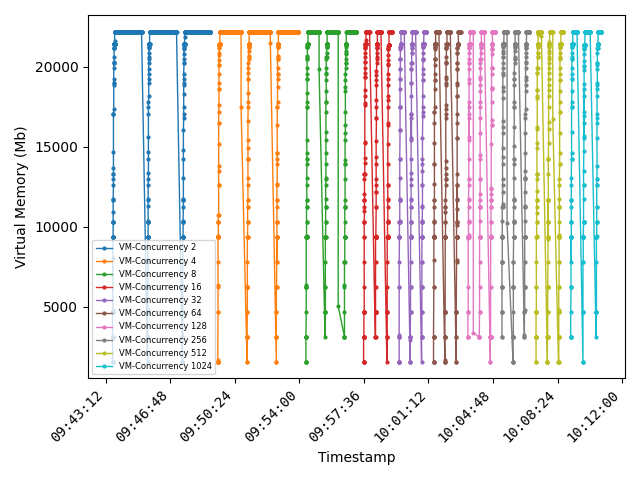 20000
15000
10000
5000
Virtual Memory (Mb)
VM-Concurrency 2
VM-Concurrency 4
VM-Concurrency 8
VM-Concurrency 16
VM-Concurrency 32
VM-Concurrency 64
VM-Concurrency 128
VM-Concurrency 256
VM-Concurrency 512
VM-Concurrency 1024
09:43:12
09:46:48
09:50:24
09:54:00
09:57:36
10:01:12
10:04:48
10:08:24
10:12:00
Timestamp